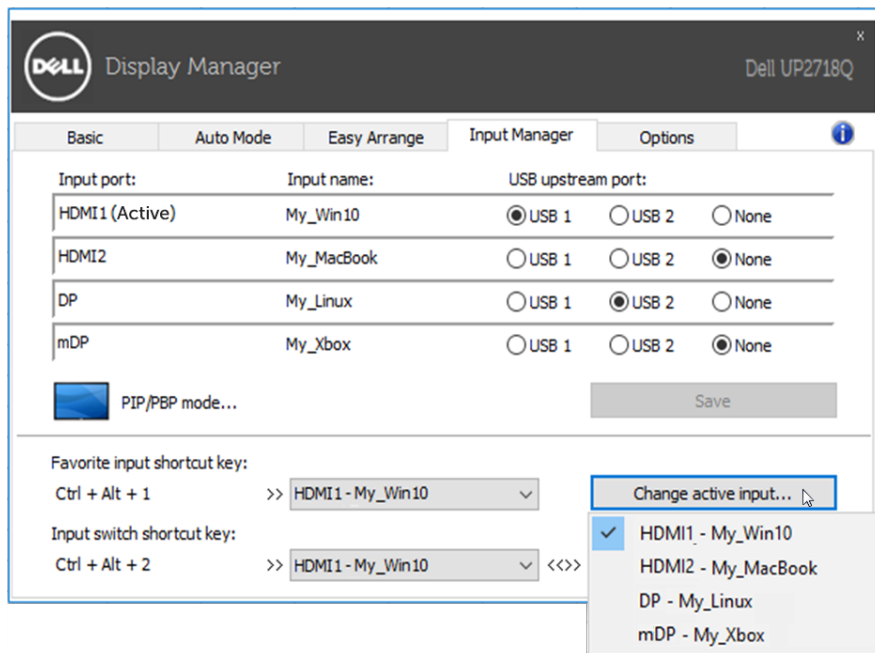 x
DELL Display Manager
Dell UP2718Q
Basic Auto Mode Easy Arrange Input Manager Options i
Input port: Input name: USB upstream port:
HDMI1 (Active) My_Win10 USB 1 USB 2 None
HDMI2 My_MacBook USB 1 USB 2 None
DP My_Linux USB 1 USB 2 None
mDP My_Xbox USB 1 USB 2 None
PIP/PBP mode... Save
Favorite input shortcut key:
Ctrl + Alt + 1 >> HDMI1 - My_Win10 Change active input...
Input switch shortcut key:
Ctrl + Alt + 2 >> HDMI1 - My_Win10 <<>>
HDMI1 - My_Win10
HDMI2 - My_MacBook
DP - My_Linux
mDP - My_Xbox